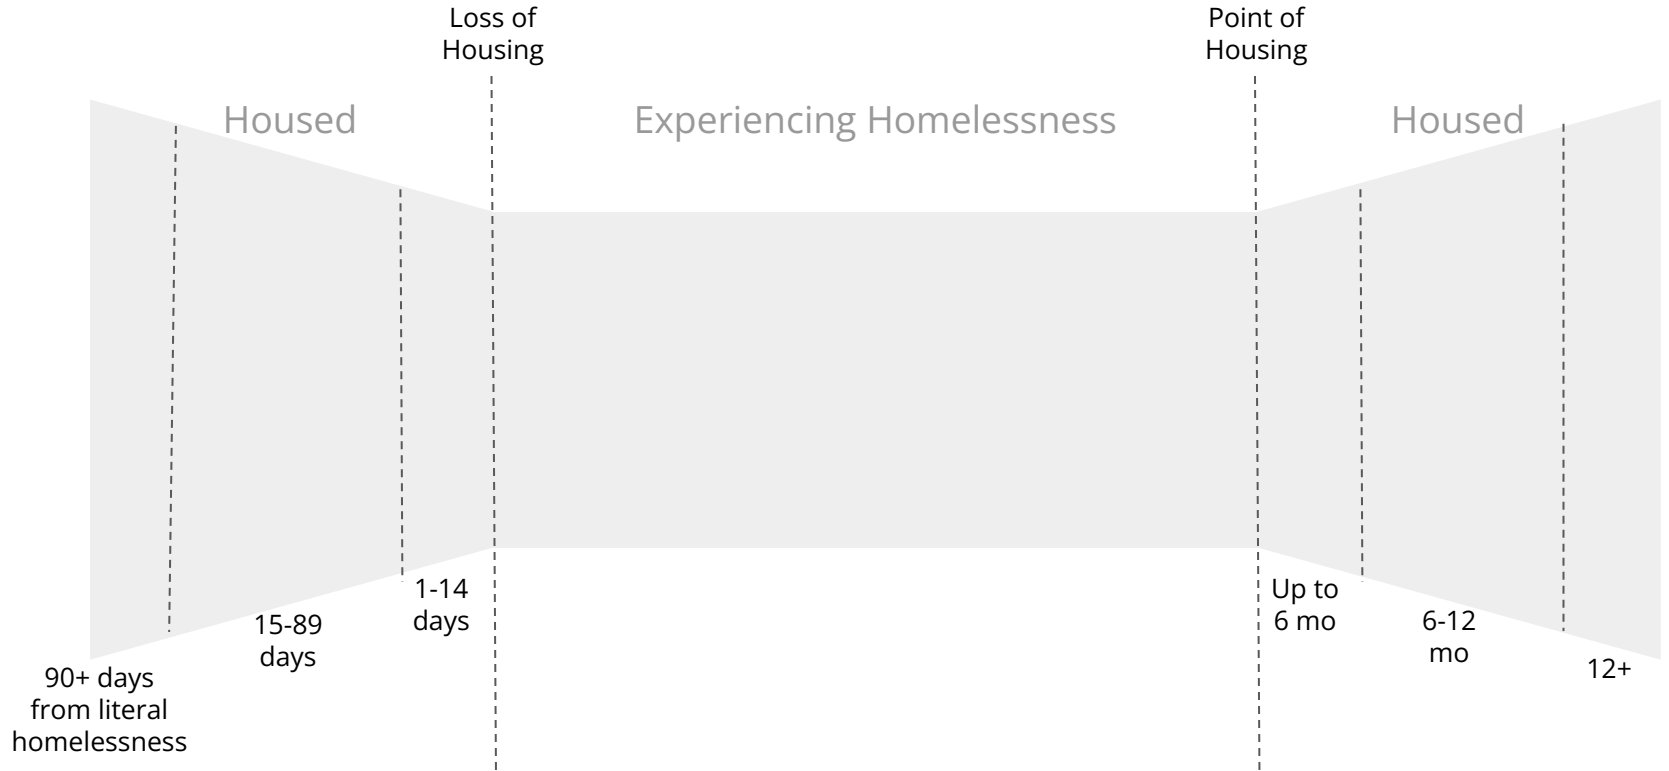 Loss of
Housing
Point of
Housing
Housed
Experiencing Homelessness
Housed
1-14
days
15-89
days
90+ days
from literal
homelessness
Up to
6 mo
6-12
mo
12+